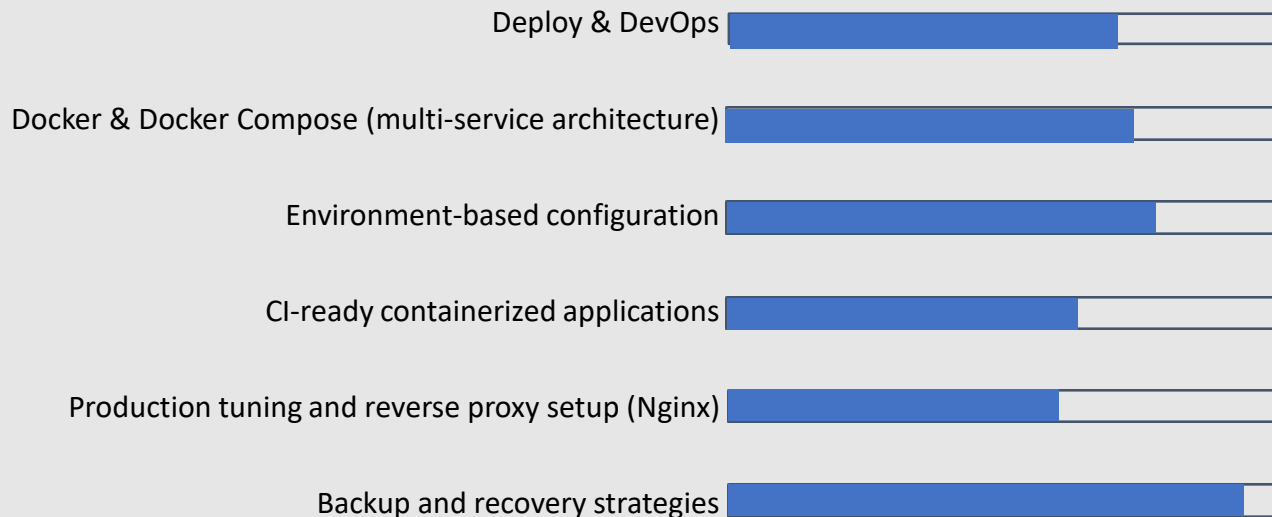 Deploy & DevOps
Docker & Docker Compose (multi-service architecture)
Environment-based configuration
CI-ready containerized applications
Production tuning and reverse proxy setup (Nginx)
Backup and recovery strategies